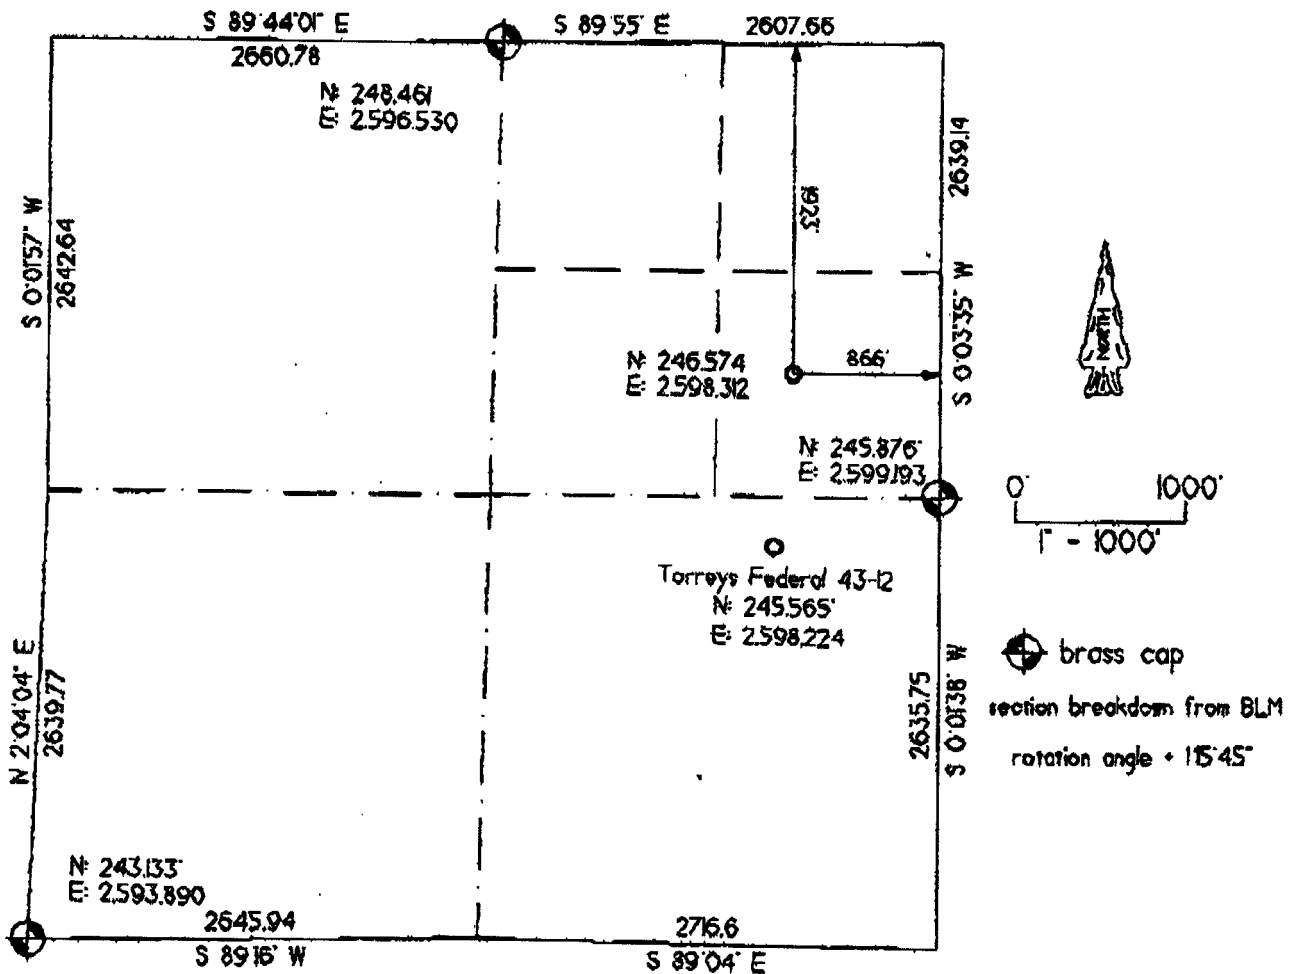 S 89°44'01" E
S 89°55' E
2607.66
2660.78
N: 248,461
E: 2,596,530
2639.14
1923'
S 0°01'57" W
2642.64
S 0°03'35" W
NORTH
N: 246,574
E: 2,598,312
866'
N: 245,876'
E: 2,599,193
0'
1000'
1" - 1000'
Torreys Federal 43-12
N: 245,565'
E: 2,598,224
N 2°04'04" E
2639.77
2635.75
S 0°01'38" W
brass cap
section breakdown from BLM
rotation angle + 1°15'45"
N: 243,133'
E: 2,593,890
2645.94
2716.6
S 89°16' W
S 89°04' E